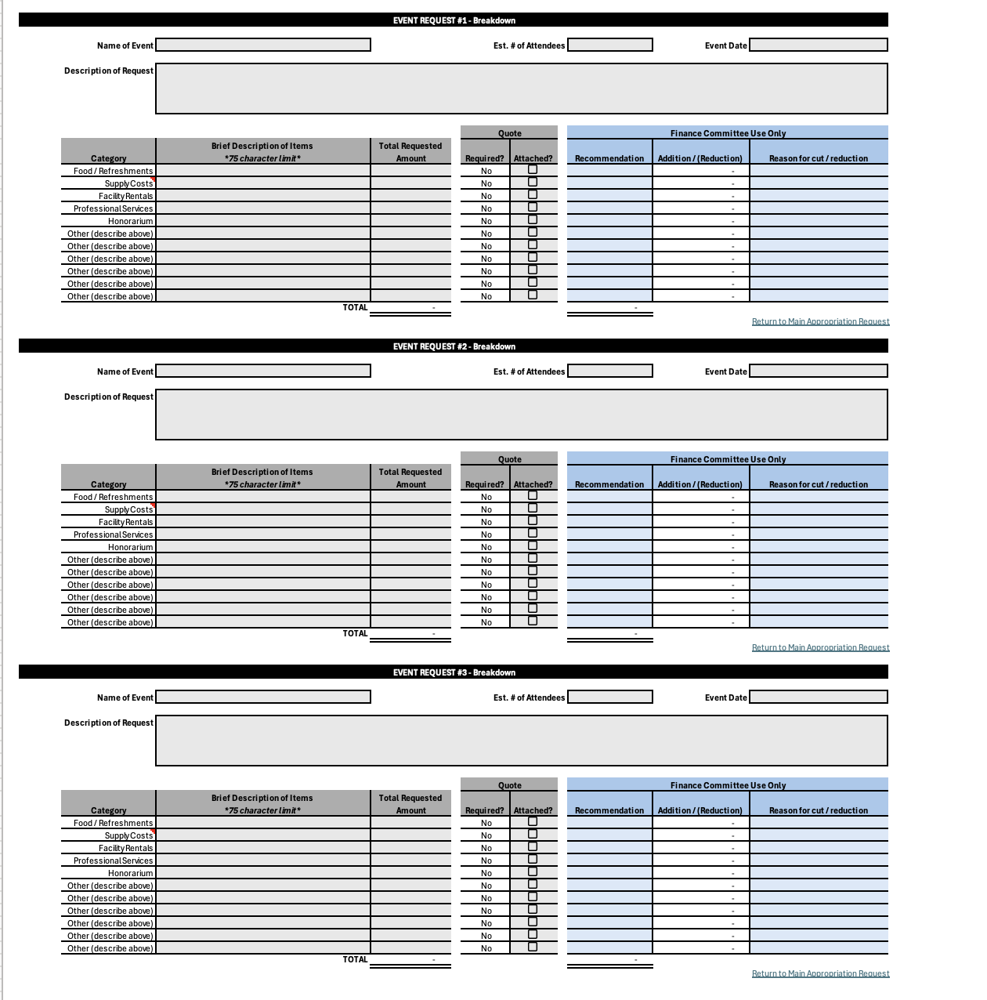 EVENT REQUEST #1 - Breakdown
Name of Event Est. # of Attendees Event Date
Description of Request
Quote Finance Committee Use Only
Brief Description of Items Total Requested
Category *75 character limit* Amount Required? Attached? Recommendation Addition / (Reduction) Reason for cut / reduction
Food / Refreshments No -
Supply Costs No -
Facility Rentals No -
Professional Services No -
Honorarium No -
Other (describe above) No -
Other (describe above) No -
Other (describe above) No -
Other (describe above) No -
Other (describe above) No -
Other (describe above) No -
TOTAL - -
Return to Main Appropriation Request
EVENT REQUEST #2 - Breakdown
Name of Event Est. # of Attendees Event Date
Description of Request
Quote Finance Committee Use Only
Brief Description of Items Total Requested
Category *75 character limit* Amount Required? Attached? Recommendation Addition / (Reduction) Reason for cut / reduction
Food / Refreshments No -
Supply Costs No -
Facility Rentals No -
Professional Services No -
Honorarium No -
Other (describe above) No -
Other (describe above) No -
Other (describe above) No -
Other (describe above) No -
Other (describe above) No -
Other (describe above) No -
TOTAL - -
Return to Main Appropriation Request
EVENT REQUEST #3 - Breakdown
Name of Event Est. # of Attendees Event Date
Description of Request
Quote Finance Committee Use Only
Brief Description of Items Total Requested
Category *75 character limit* Amount Required? Attached? Recommendation Addition / (Reduction) Reason for cut / reduction
Food / Refreshments No -
Supply Costs No -
Facility Rentals No -
Professional Services No -
Honorarium No -
Other (describe above) No -
Other (describe above) No -
Other (describe above) No -
Other (describe above) No -
Other (describe above) No -
Other (describe above) No -
TOTAL - -
Return to Main Appropriation Request